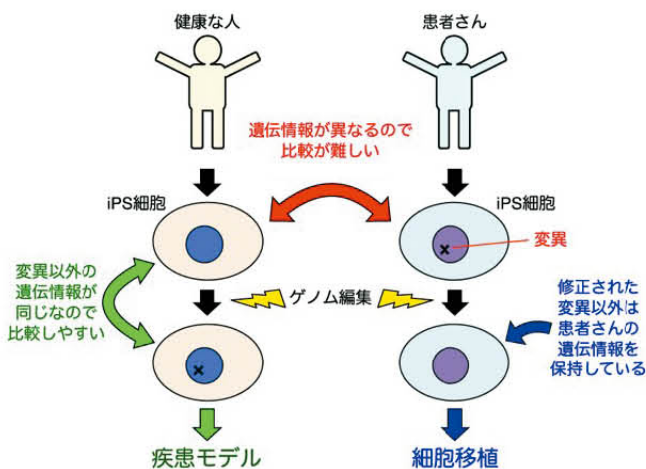 健康な人
患者さん
遺伝情報が異なるので
比較が難しい
iPS細胞
iPS細胞
変異
変異以外の
遺伝情報が
同じなので
比較しやすい
ゲノム編集
修正された
変異以外は
患者さんの
遺伝情報を
保持している
疾患モデル
細胞移植